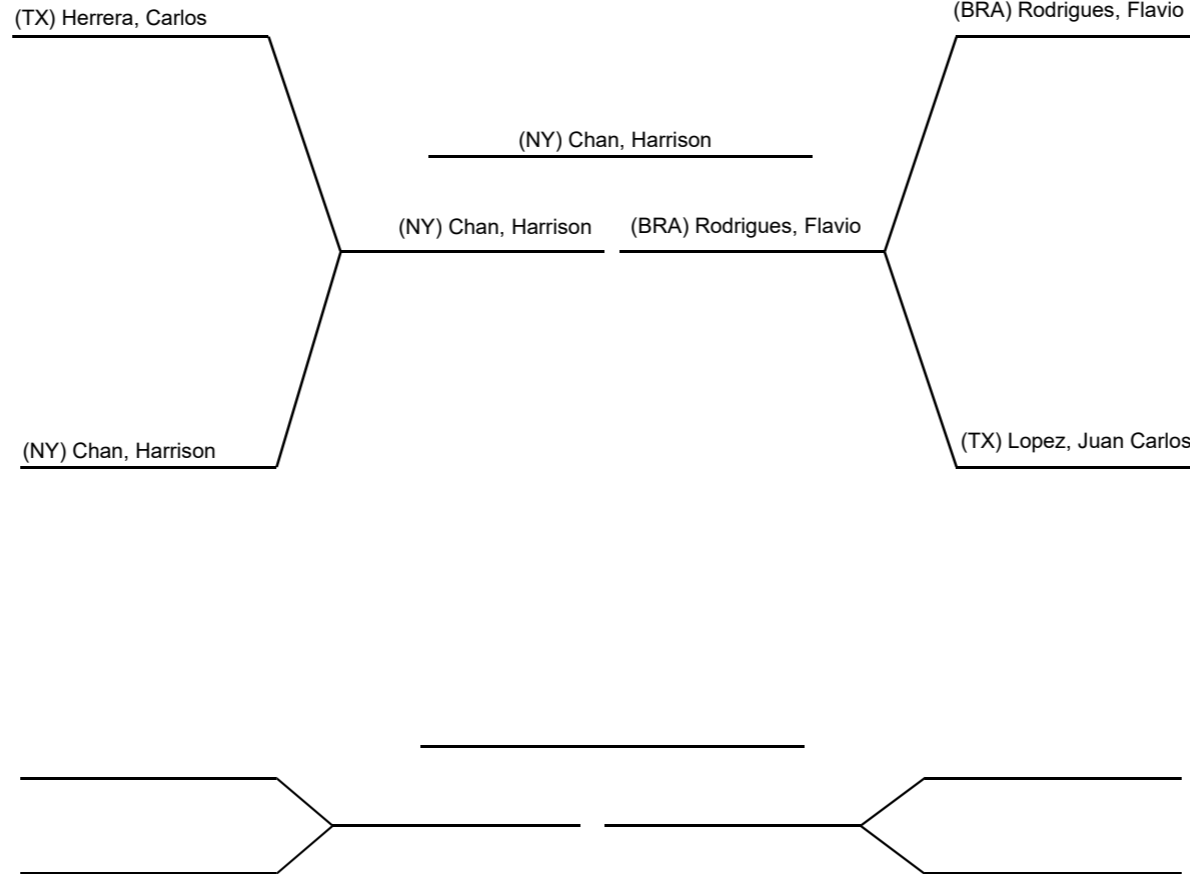 (TX) Herrera, Carlos
(BRA) Rodrigues, Flavio
(NY) Chan, Harrison
(NY) Chan, Harrison
(BRA) Rodrigues, Flavio
(NY) Chan, Harrison
(TX) Lopez, Juan Carlos